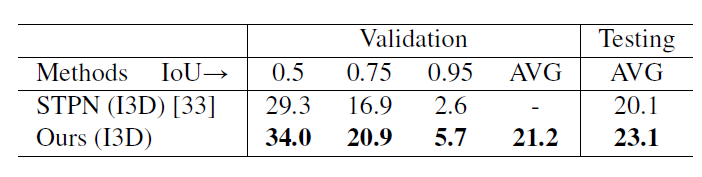 Validation Testing
Methods IoU→ 0.5 0.75 0.95 AVG AVG
STPN (I3D) [33] 29.3 16.9 2.6 - 20.1
Ours (I3D) 34.0 20.9 5.7 21.2 23.1